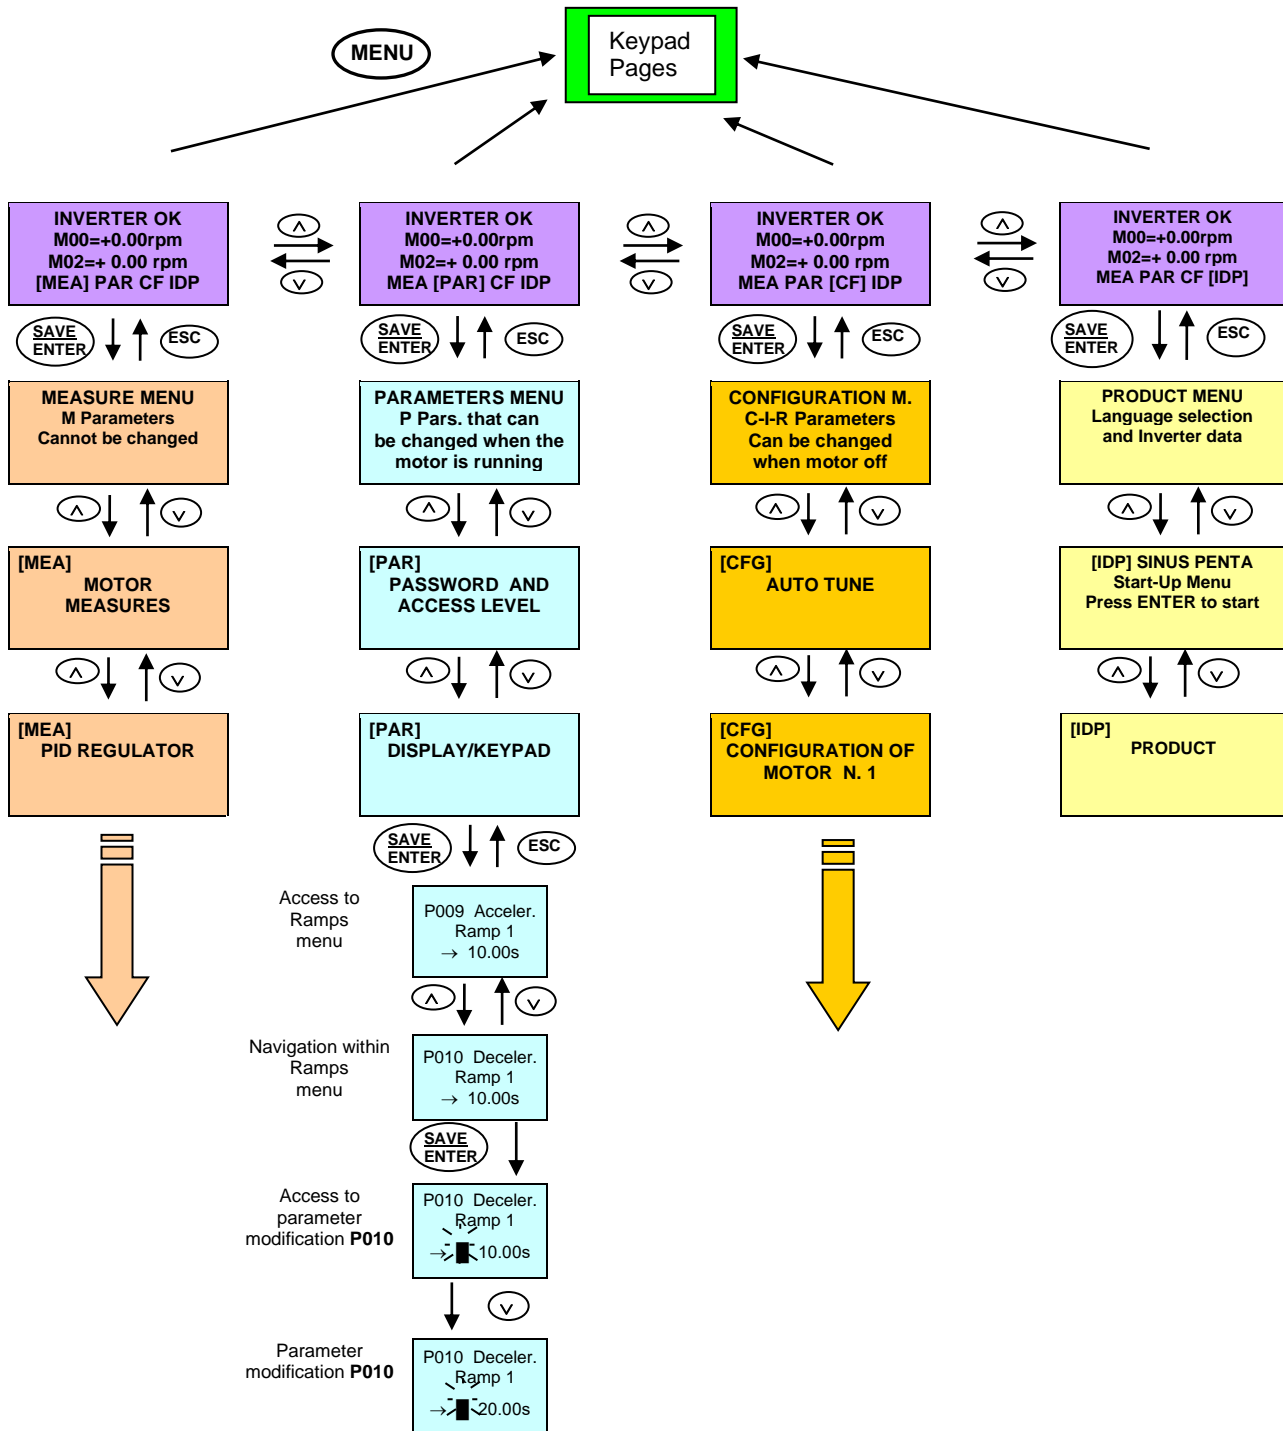 MENU
Keypad
Pages
INVERTER OK
M00=+0.00rpm
M02=+ 0.00 rpm
[MEA] PAR CF IDP
INVERTER OK
M00=+0.00rpm
M02=+ 0.00 rpm
MEA [PAR] CF IDP
INVERTER OK
M00=+0.00rpm
M02=+ 0.00 rpm
MEA PAR [CF] IDP
INVERTER OK
M00=+0.00rpm
M02=+ 0.00 rpm
MEA PAR CF [IDP]
SAVE
ENTER
ESC
SAVE
ENTER
ESC
SAVE
ENTER
ESC
SAVE
ENTER
ESC
MEASURE MENU
M Parameters
Cannot be changed
PARAMETERS MENU
P Pars. that can
be changed when the
motor is running
CONFIGURATION M.
C-I-R Parameters
Can be changed
when motor off
PRODUCT MENU
Language selection
and Inverter data
[MEA]
MOTOR
MEASURES
[PAR]
PASSWORD AND
ACCESS LEVEL
[CFG]
AUTO TUNE
[IDP] SINUS PENTA
Start-Up Menu
Press ENTER to start
[MEA]
PID REGULATOR
[PAR]
DISPLAY/KEYPAD
[CFG]
CONFIGURATION OF
MOTOR N. 1
[IDP]
PRODUCT
SAVE
ENTER
ESC
Access to
Ramps
menu
P009 Acceler.
Ramp 1
→ 10.00s
Navigation within
Ramps
menu
P010 Deceler.
Ramp 1
→ 10.00s
SAVE
ENTER
Access to
parameter
modification P010
P010 Deceler.
Ramp 1
→ 10.00s
Parameter
modification P010
P010 Deceler.
Ramp 1
→ 20.00s